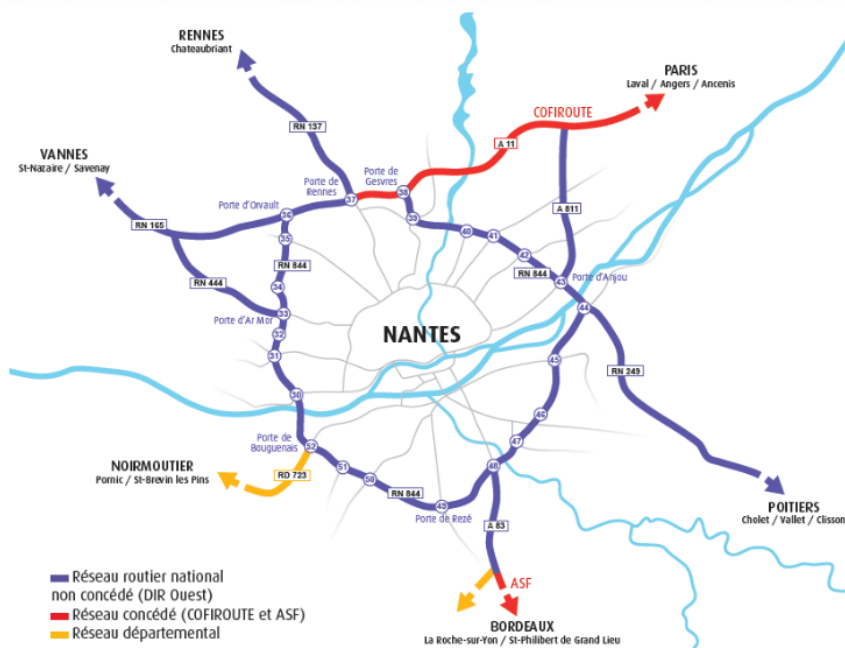 RENNES
Chateaubriant
PARIS
Laval / Angers / Ancenis
COFIROUTE
RN 137
A 11
VANNES
St-Nazaire / Savenay
Porte de
Rennes
Porte de
Gesvres
37
38
Porte d'Orvault
36
39
A 811
RN 165
35
40
41
42
RN 844
RN 844
43
Porte d'Anjou
RN 444
34
33
44
Porte d'Ar Mor
32
NANTES
31
45
RN 249
30
46
Porte de
Bouguenais
52
47
NOIRMOUTIER
Pornic / St-Brevin les Pins
RD 723
51
50
48
RN 844
49
Porte de Rezé
A 83
POITIERS
Cholet / Vallet / Clisson
Réseau routier national
non concédé (DIR Ouest)
Réseau concédé (COFIROUTE et ASF)
Réseau départemental
ASF
BORDEAUX
La Roche-sur-Yon / St-Philibert de Grand Lieu